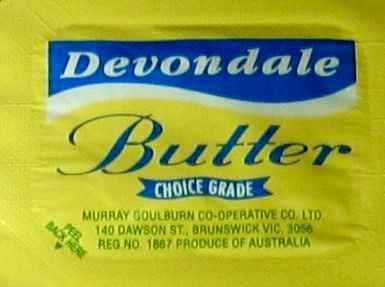 Devondale
Butter
CHOICE GRADE
MURRAY GOULBURN CO-OPERATIVE CO. LTD.
140 DAWSON ST., BRUNSWICK VIC. 3056
REG. NO. 1867 PRODUCE OF AUSTRALIA
PEEL
BACK HERE